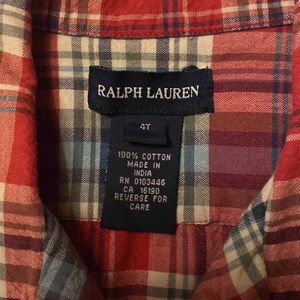 RALPH LAUREN
4T
100% COTTON
MADE IN
INDIA
RN 0103446
CA 16190
REVERSE FOR
CARE